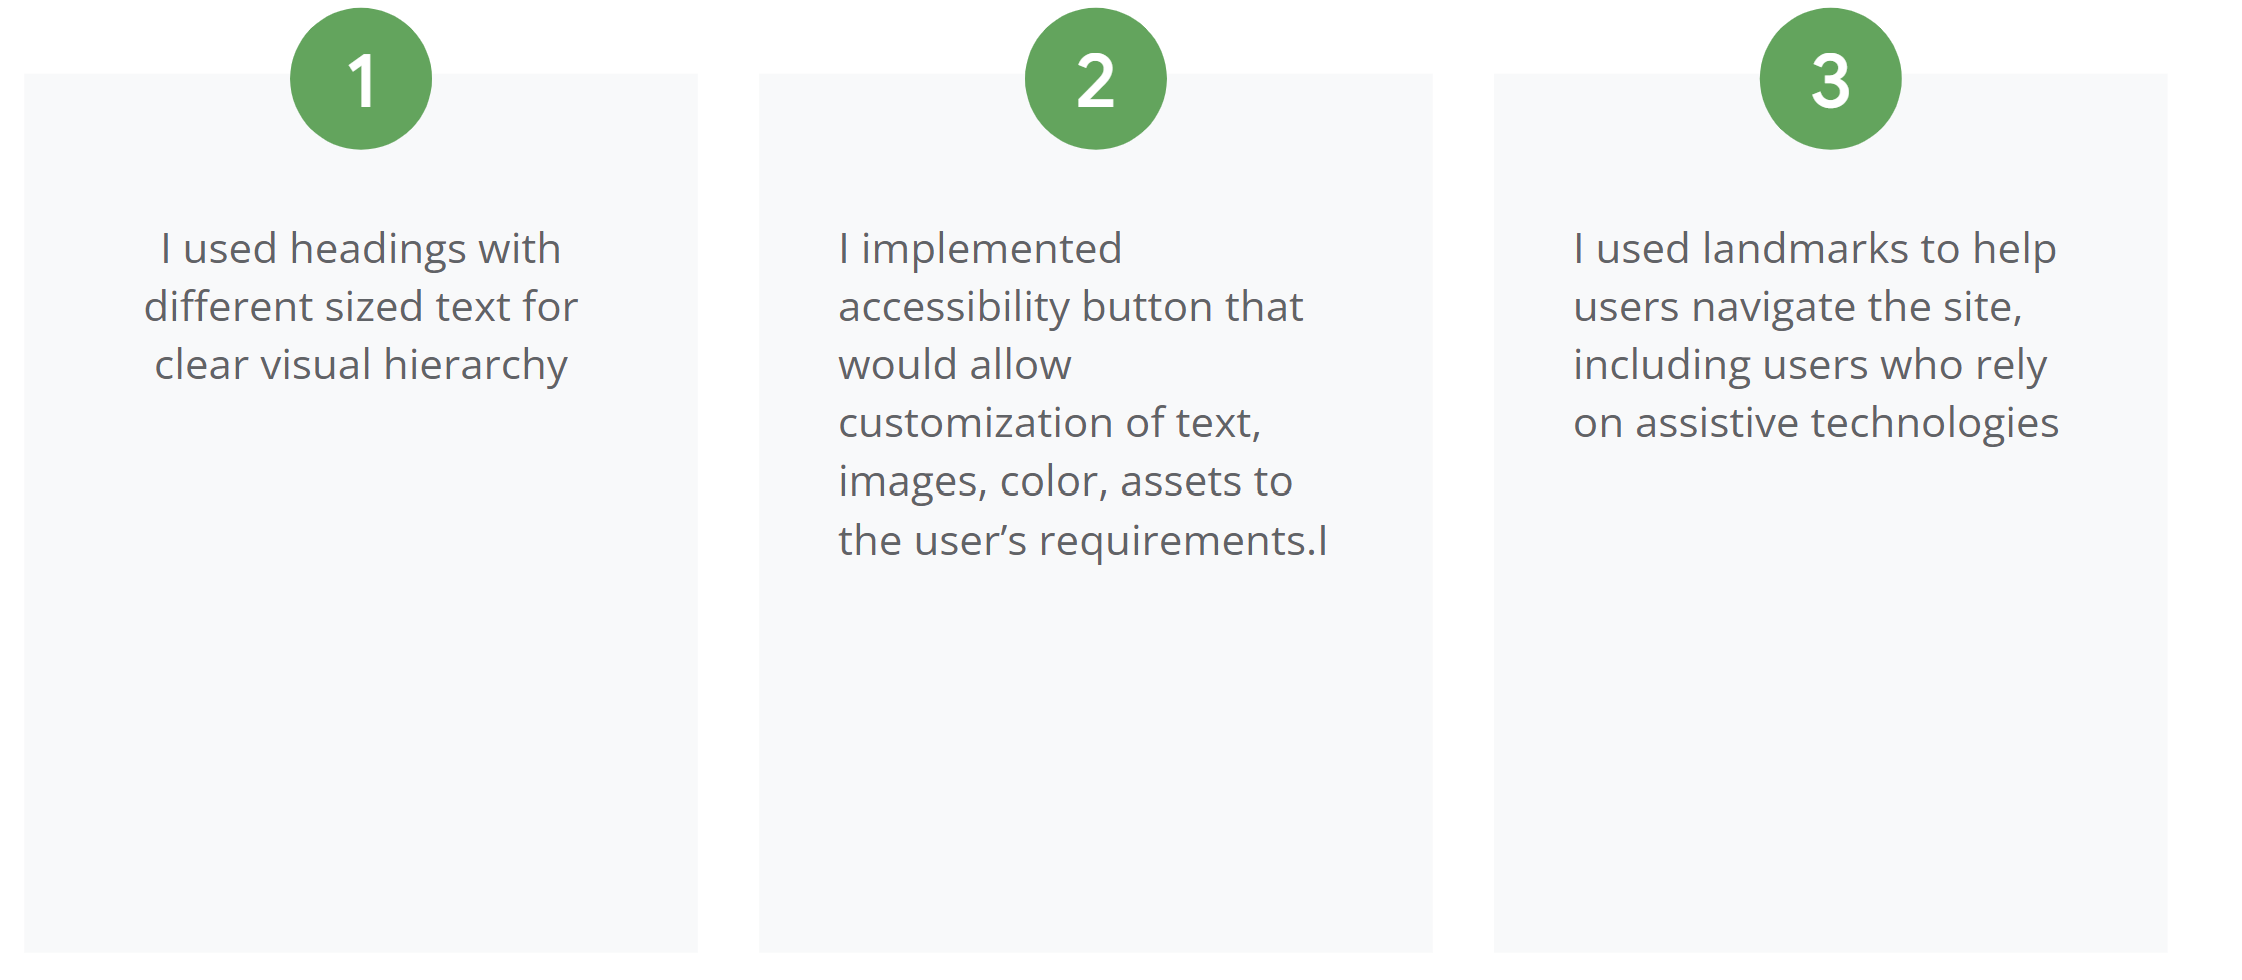 1
I used headings with
different sized text for
clear visual hierarchy
2
I implemented
accessibility button that
would allow
customization of text,
images, color, assets to
the user’s requirements.I
3
I used landmarks to help
users navigate the site,
including users who rely
on assistive technologies